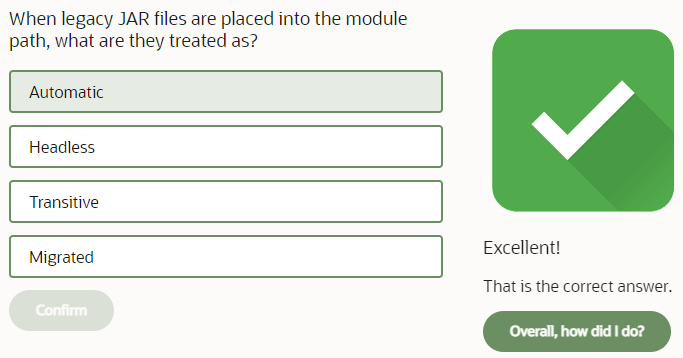 When legacy JAR files are placed into the module
path, what are they treated as?
Automatic
Headless
Transitive
Migrated
Confirm
Excellent!
That is the correct answer.
Overall, how did I do?